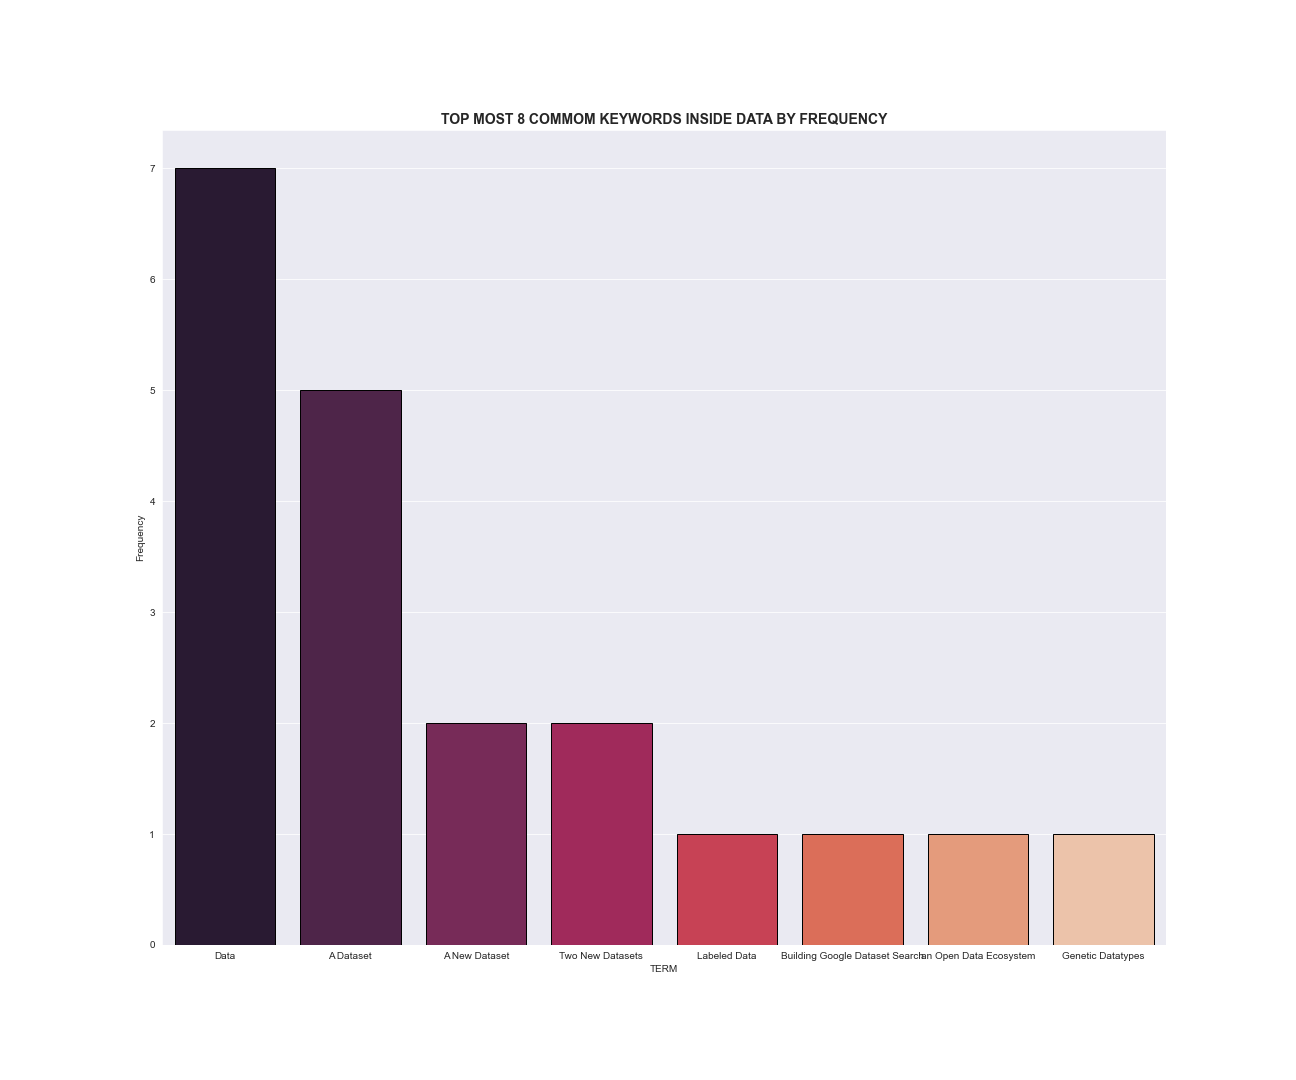 TOP MOST 8 COMMOM KEYWORDS INSIDE DATA BY FREQUENCY
7
6
5
4
3
2
1
0
Frequency
Data
A Dataset
A New Dataset
Two New Datasets
Labeled Data
Building Google Dataset Search
an Open Data Ecosystem
Genetic Datatypes
TERM